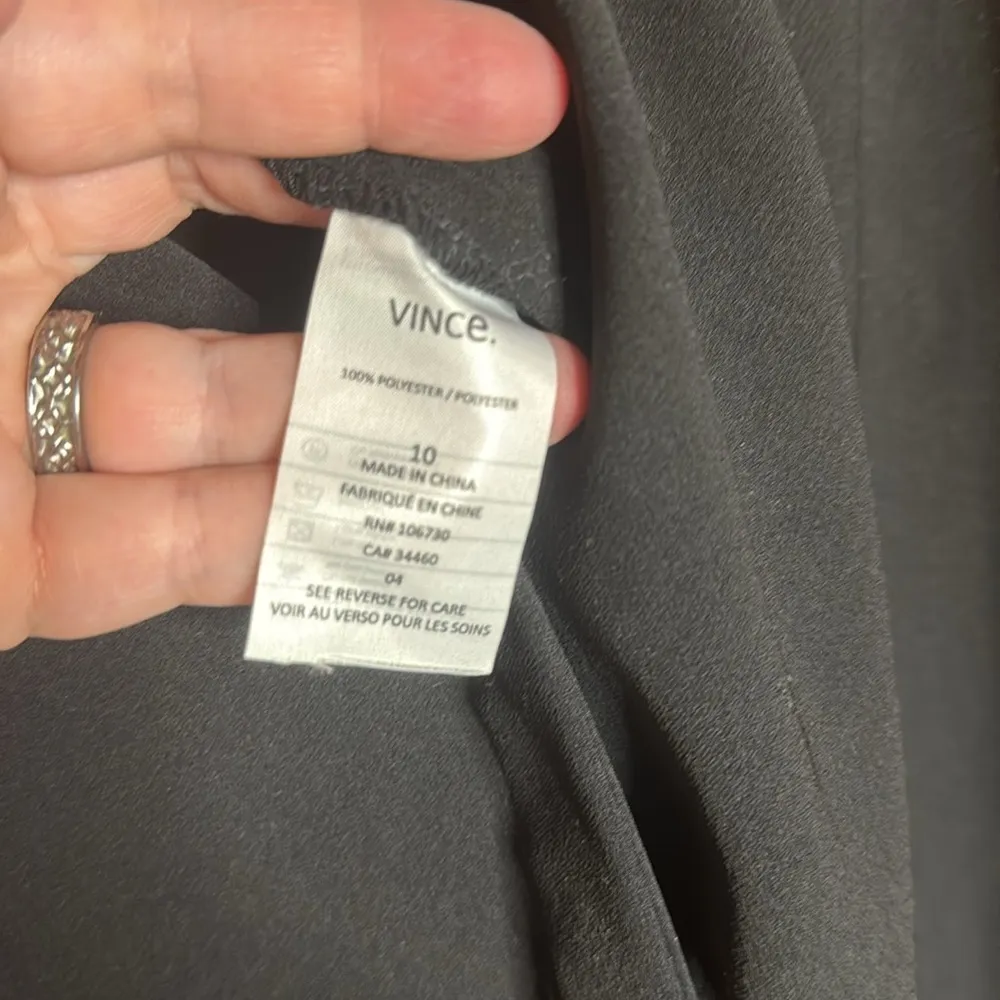 VINCe.
100% POLYESTER / POLYESTER
10
MADE IN CHINA
FABRIQUÉ EN CHINE
RN# 106730
CA# 34460
04
SEE REVERSE FOR CARE
VOIR AU VERSO POUR LES SOINS